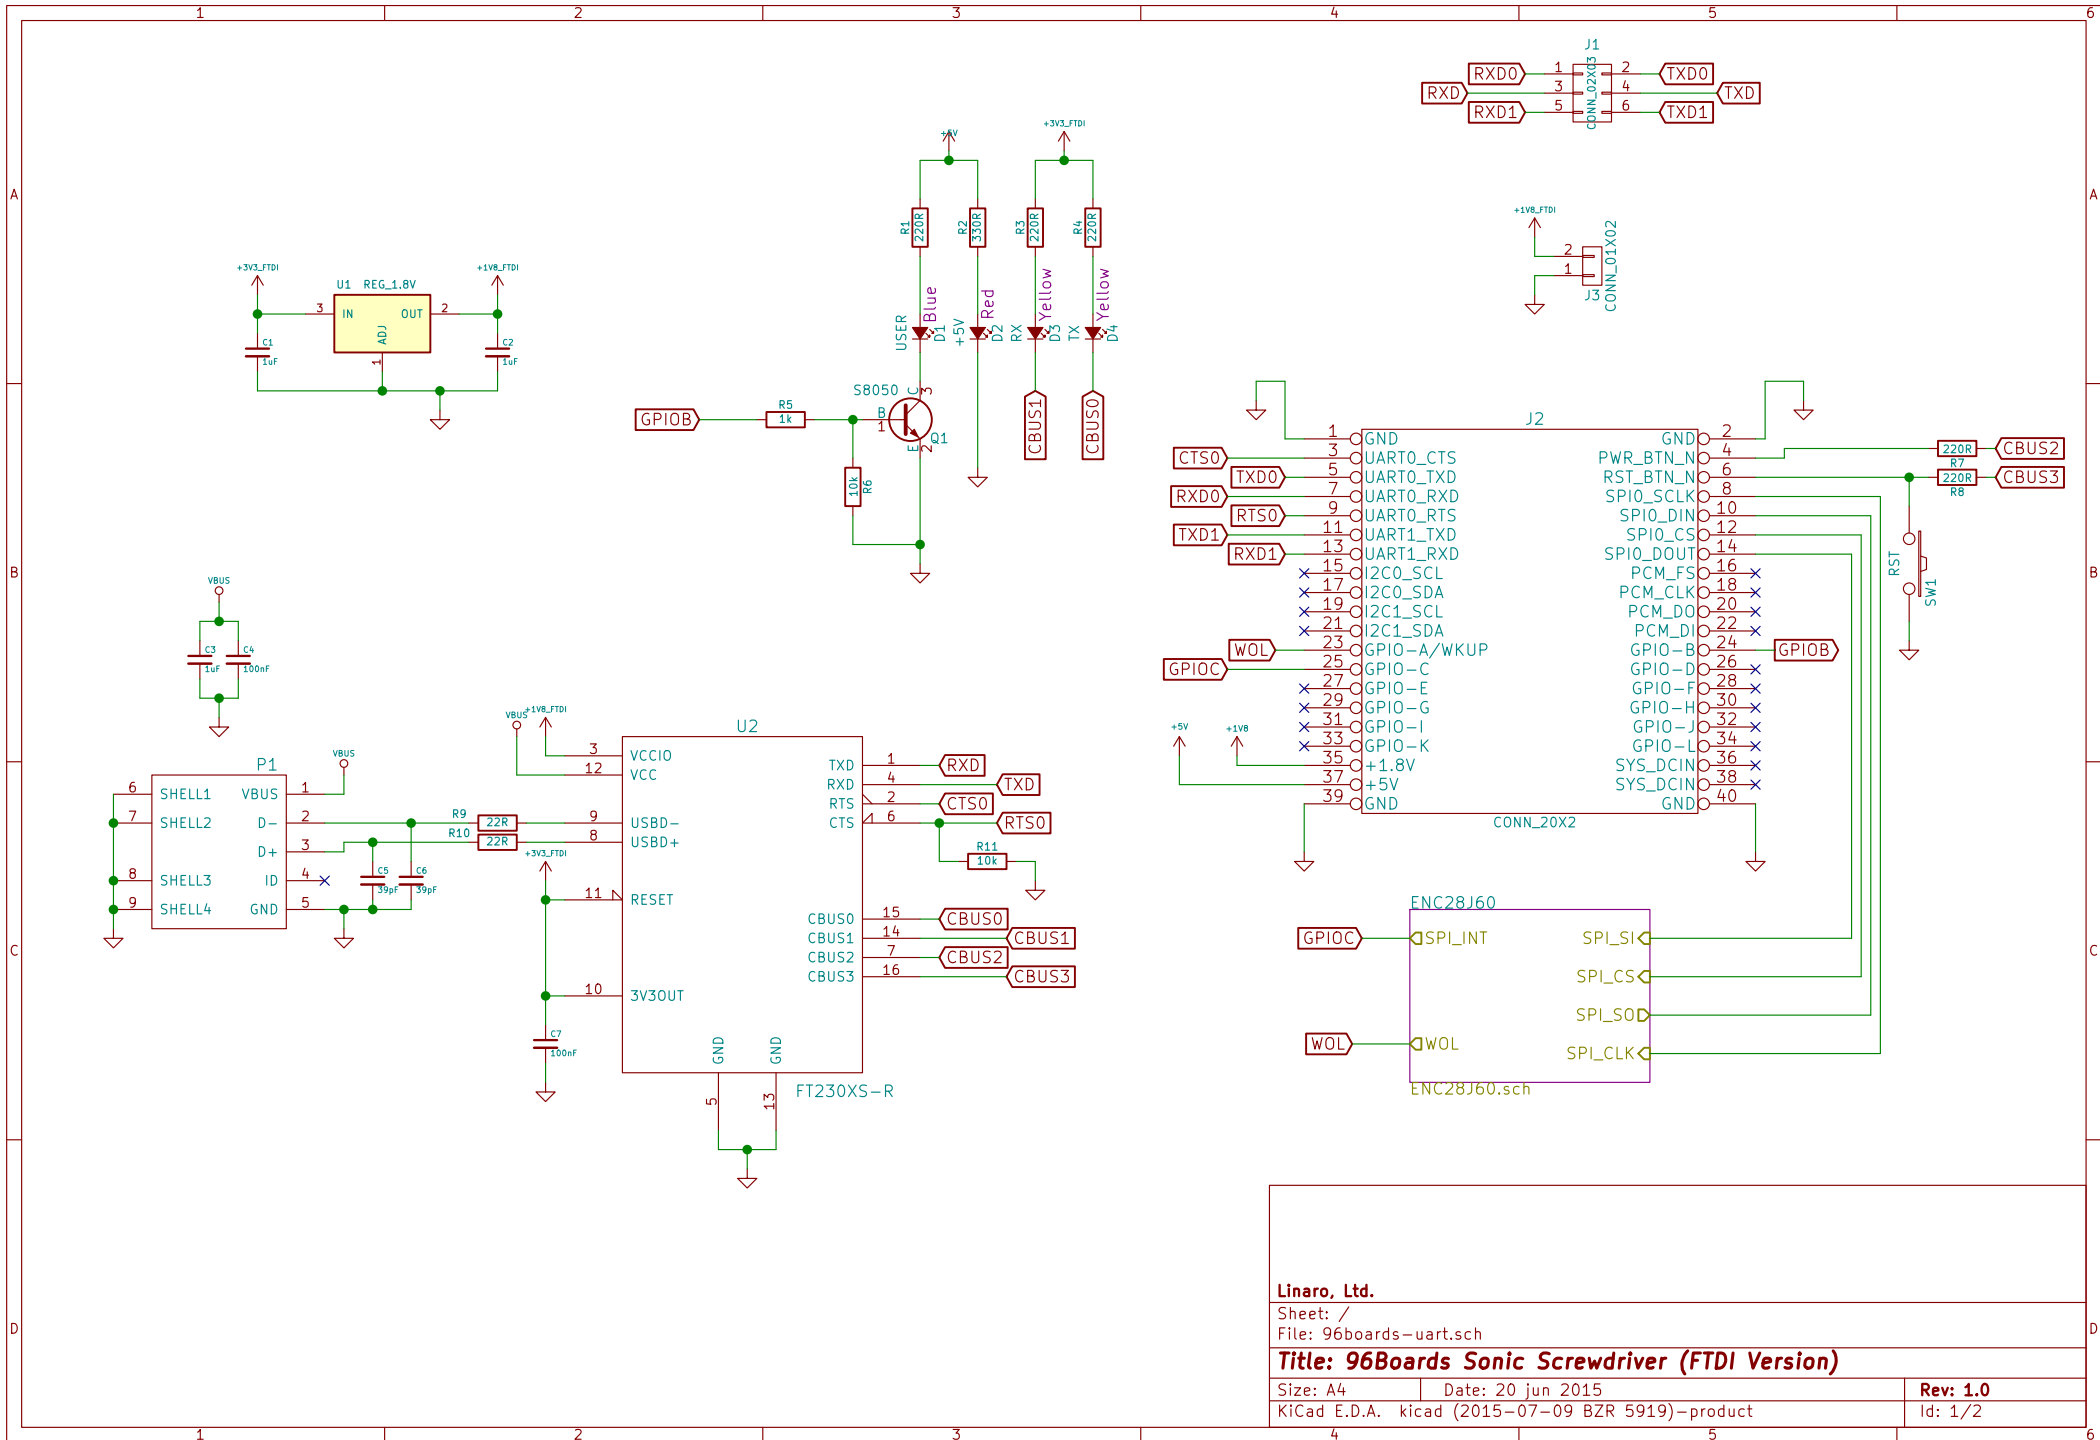 1 2 3 4 5 6
A
B
C
D
A
B
C
D
J1
RXD0 1 2 TXD0
RXD 3 4 TXD
RXD1 5 6 TXD1
CONN_02X03
+1V8_FTDI
2
1
J3
CONN_01X02
+5V
+3V3_FTDI
R1
220R
R2
330R
R3
220R
R4
220R
Blue
Red
Yellow
Yellow
USER
D1
+5V
D2
RX
D3
TX
D4
CBUS1
CBUS0
+3V3_FTDI
U1 REG_1.8V
+1V8_FTDI
3 IN OUT 2
ADJ
1
C1
1uF
C2
1uF
GPIOB
R5
1k
S8050
B
1
C
3
E
2
Q1
10k
R6
J2
1 GND GND 2
CTS0 3 UART0_CTS PWR_BTN_N 4 220R CBUS2
R7
TXD0 5 UART0_TXD RST_BTN_N 6 220R CBUS3
R8
RXD0 7 UART0_RXD SPI0_SCLK 8
RTS0 9 UART0_RTS SPI0_DIN 10
TXD1 11 UART1_TXD SPI0_CS 12
RXD1 13 UART1_RXD SPI0_DOUT 14
15 I2C0_SCL PCM_FS 16
17 I2C0_SDA PCM_CLK 18
19 I2C1_SCL PCM_DO 20
21 I2C1_SDA PCM_DI 22
WOL 23 GPIO-A/WKUP GPIO-B 24 GPIOB
GPIOC 25 GPIO-C GPIO-D 26
27 GPIO-E GPIO-F 28
29 GPIO-G GPIO-H 30
31 GPIO-I GPIO-J 32
33 GPIO-K GPIO-L 34
+5V
+1V8
35 +1.8V SYS_DCIN 36
37 +5V SYS_DCIN 38
39 GND GND 40
CONN_20X2
RST
SW1
VBUS
C3
1uF
C4
100nF
VBUS
P1
6 SHELL1 VBUS 1
7 SHELL2 D- 2
D+ 3
8 SHELL3 ID 4
9 SHELL4 GND 5
C5
39pF
C6
39pF
R9
22R
R10
22R
VBUS
+1V8_FTDI
+3V3_FTDI
U2
3 VCCIO TXD 1 RXD
12 VCC RXD 4 TXD
RTS 2 CTS0
9 USBD- CTS 6 RTS0
8 USBD+
R11
10k
11 RESET
CBUS0 15 CBUS0
CBUS1 14 CBUS1
CBUS2 7 CBUS2
CBUS3 16 CBUS3
10 3V3OUT
C7
100nF
GND
GND
5
13
FT230XS-R
ENC28J60
GPIOC SPI_INT SPI_SI
SPI_CS
SPI_SO
WOL WOL SPI_CLK
ENC28J60.sch
Linaro, Ltd.
Sheet: /
File: 96boards-uart.sch
Title: 96Boards Sonic Screwdriver (FTDI Version)
Size: A4 Date: 20 jun 2015 Rev: 1.0
KiCad E.D.A. kicad (2015-07-09 BZR 5919)-product Id: 1/2
1 2 3 4 5 6